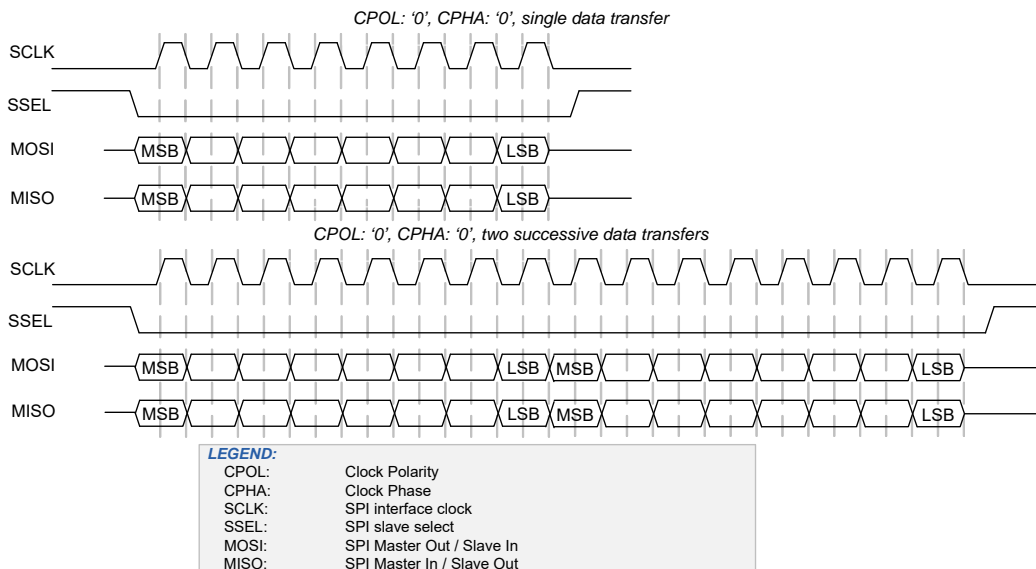 CPOL: ‘0’, CPHA: ‘0’, single data transfer
SCLK
SSEL
MOSI MSB LSB
MISO MSB LSB
CPOL: ‘0’, CPHA: ‘0’, two successive data transfers
SCLK
SSEL
MOSI MSB LSB MSB LSB
MISO MSB LSB MSB LSB
LEGEND:
CPOL: Clock Polarity
CPHA: Clock Phase
SCLK: SPI interface clock
SSEL: SPI slave select
MOSI: SPI Master Out / Slave In
MISO: SPI Master In / Slave Out